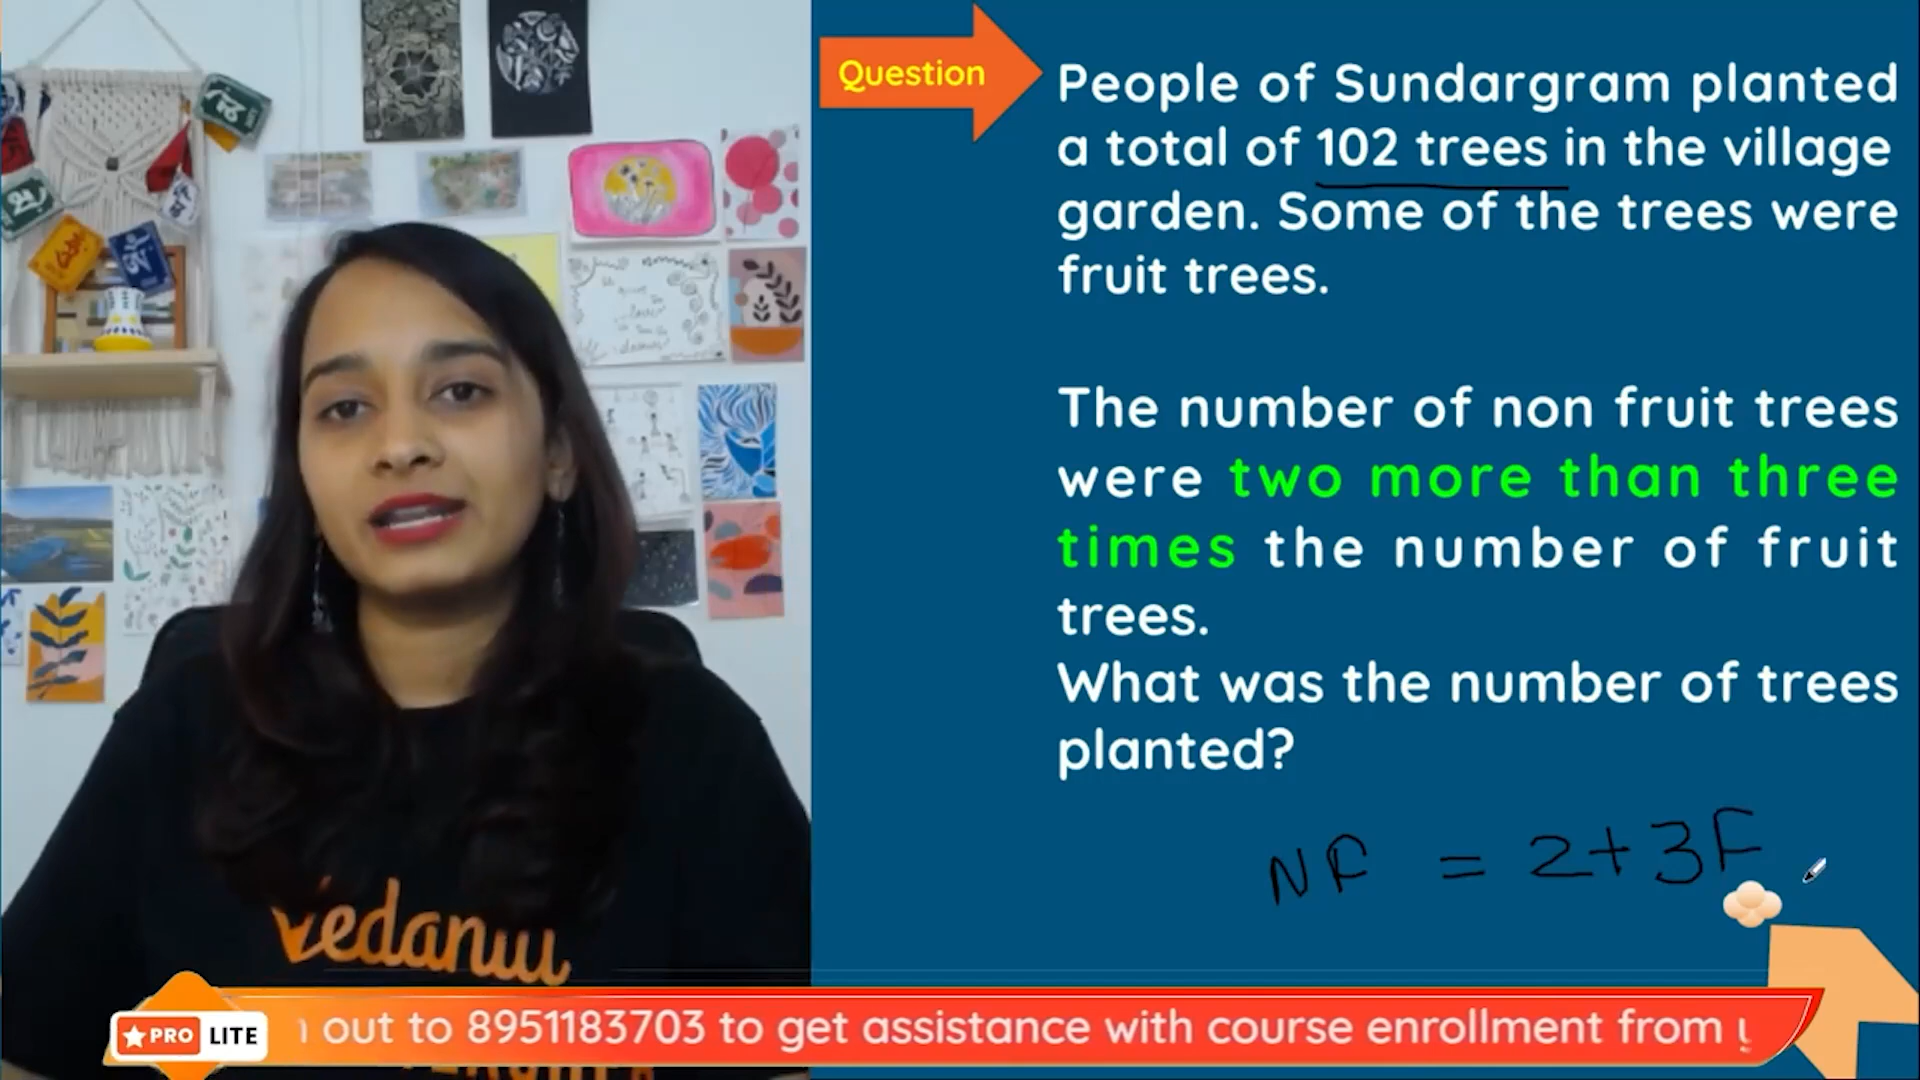 Question
People of Sundargram planted
a total of 102 trees in the village
garden. Some of the trees were
fruit trees.
The number of non fruit trees
were two more than three
times the number of fruit
trees.
What was the number of trees
planted?
NF = 2+3F
Vedantu
PRO LITE
out to 8951183703 to get assistance with course enrollment from